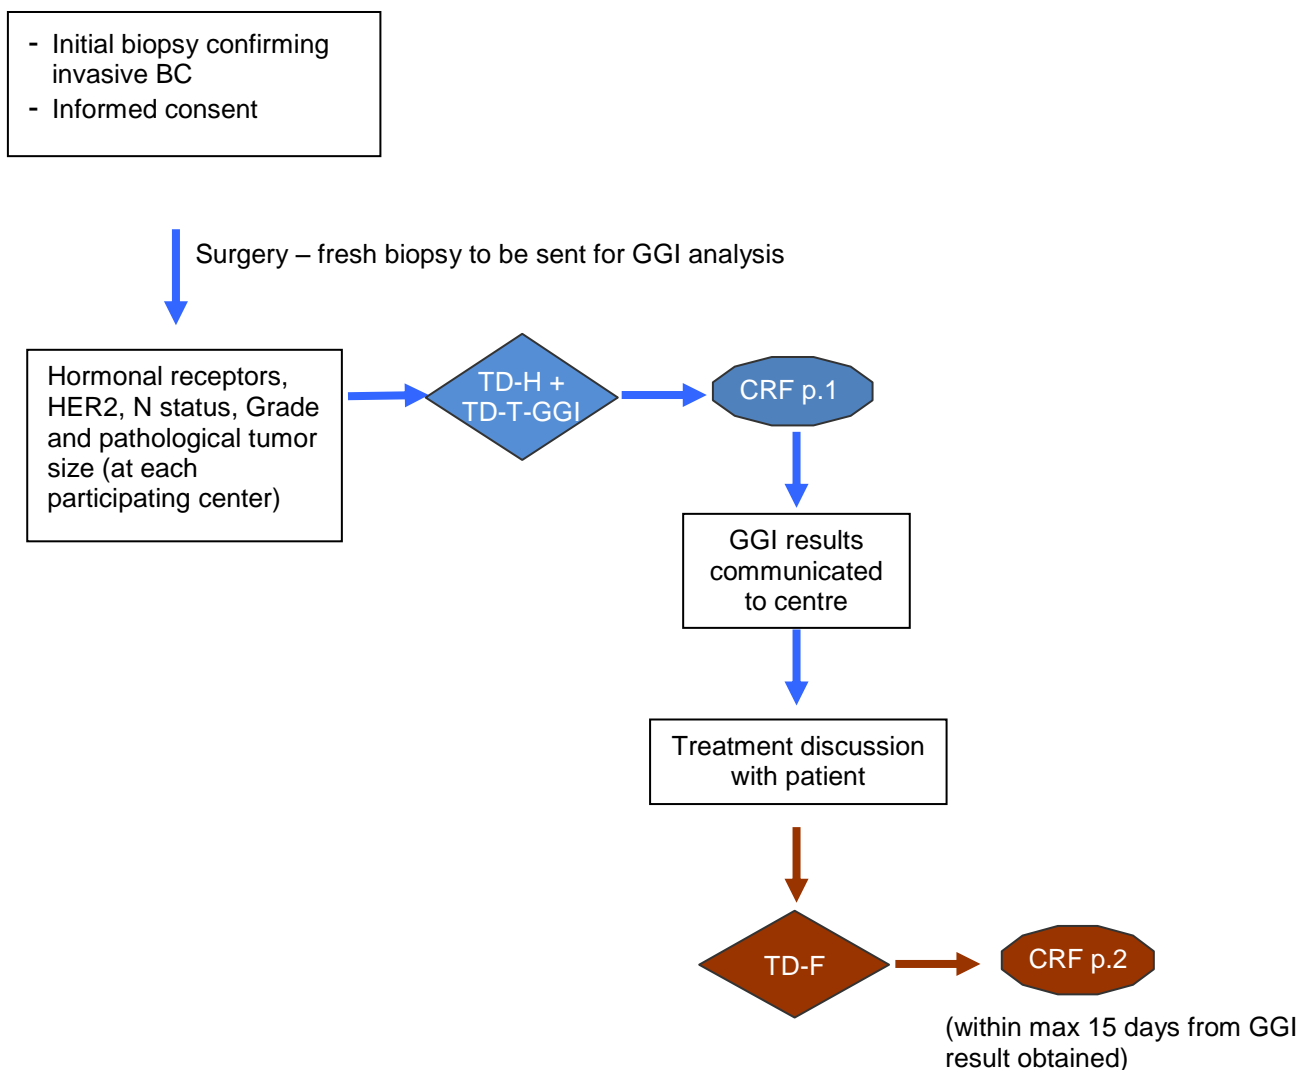 - Initial biopsy confirming
invasive BC
- Informed consent
Surgery – fresh biopsy to be sent for GGI analysis
Hormonal receptors,
HER2, N status, Grade
and pathological tumor
size (at each
participating center)
TD-H +
TD-T-GGI
CRF p.1
GGI results
communicated
to centre
Treatment discussion
with patient
TD-F
CRF p.2
(within max 15 days from GGI
result obtained)